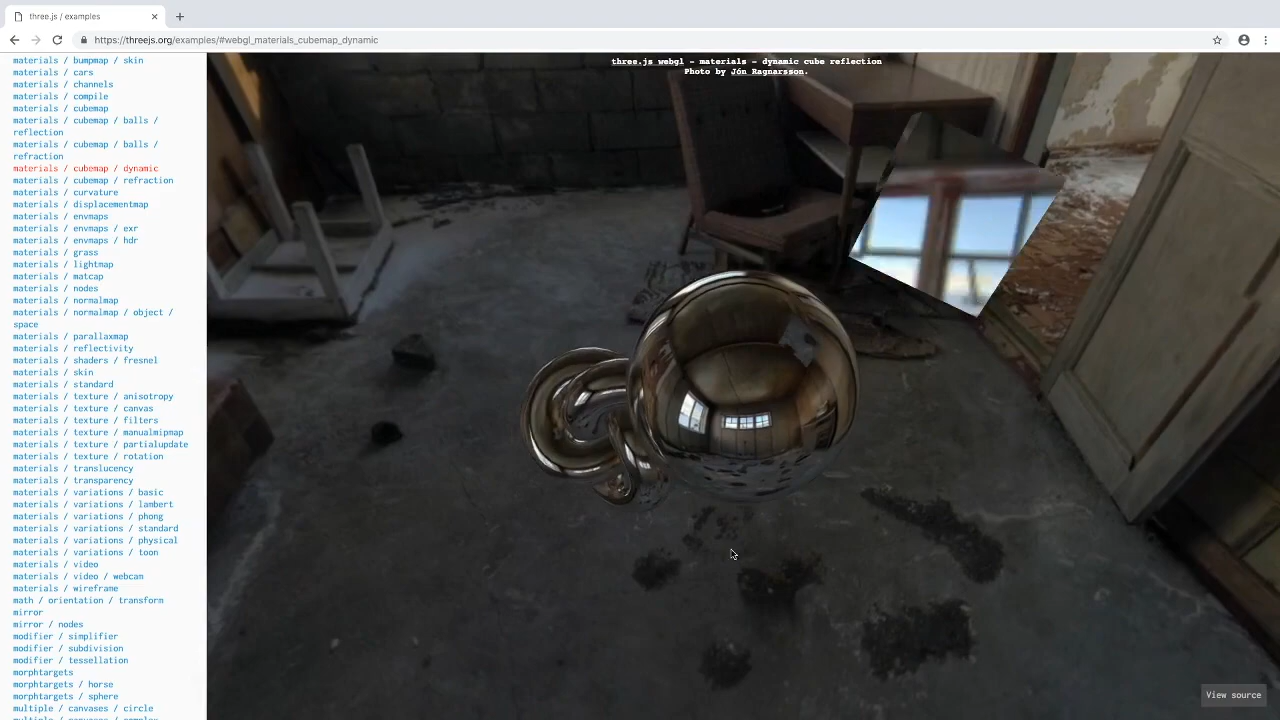 three.js / examples
https://threejs.org/examples/#webgl_materials_cubemap_dynamic
materials / bumpmap / skin
materials / cars
materials / channels
materials / compile
materials / cubemap
materials / cubemap / balls /
reflection
materials / cubemap / balls /
refraction
materials / cubemap / dynamic
materials / cubemap / refraction
materials / curvature
materials / displacementmap
materials / envmaps
materials / envmaps / exr
materials / envmaps / hdr
materials / grass
materials / lightmap
materials / matcap
materials / nodes
materials / normalmap
materials / normalmap / object /
space
materials / parallaxmap
materials / reflectivity
materials / shaders / fresnel
materials / skin
materials / standard
materials / texture / anisotropy
materials / texture / canvas
materials / texture / filters
materials / texture / manualmipmap
materials / texture / partialupdate
materials / texture / rotation
materials / translucency
materials / transparency
materials / variations / basic
materials / variations / lambert
materials / variations / phong
materials / variations / standard
materials / variations / physical
materials / variations / toon
materials / video
materials / video / webcam
materials / wireframe
math / orientation / transform
mirror
mirror / nodes
modifier / simplifier
modifier / subdivision
modifier / tessellation
morphtargets
morphtargets / horse
morphtargets / sphere
multiple / canvases / circle
multiple / canvases / complex
three.js webgl - materials - dynamic cube reflection
Photo by Jón Ragnarsson.
View source